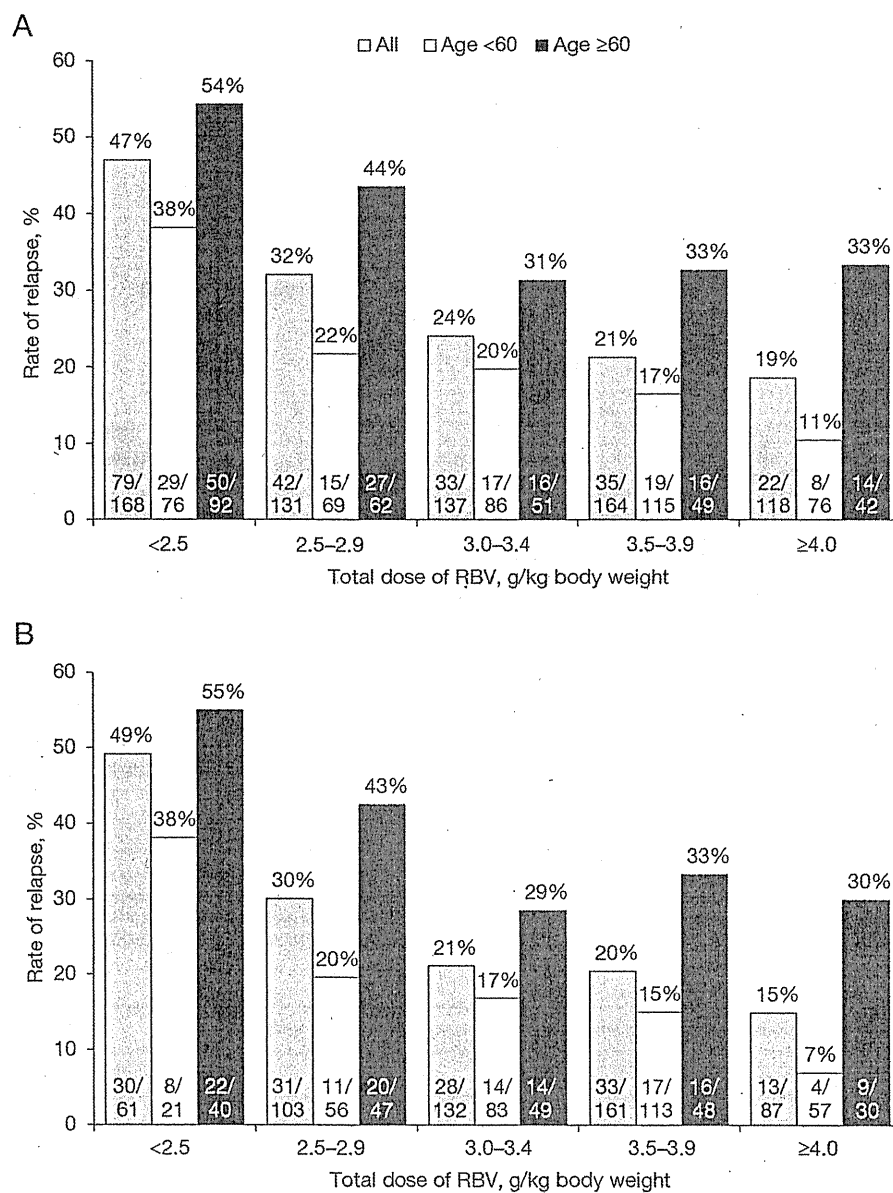 A
All Age <60 Age ≥60
Rate of relapse, %
60
50
40
30
20
10
0
47% 38% 54%
32% 22% 44%
24% 20% 31%
21% 17% 33%
19% 11% 33%
79/ 29/ 50/ 42/ 15/ 27/ 33/ 17/ 16/ 35/ 19/ 16/ 22/ 8/ 14/
168 76 92 131 69 62 137 86 51 164 115 49 118 76 42
<2.5 2.5–2.9 3.0–3.4 3.5–3.9 ≥4.0
Total dose of RBV, g/kg body weight
B
Rate of relapse, %
60
50
40
30
20
10
0
49% 38% 55%
30% 20% 43%
21% 17% 29%
20% 15% 33%
15% 7% 30%
30/ 8/ 22/ 31/ 11/ 20/ 28/ 14/ 14/ 33/ 17/ 16/ 13/ 4/ 9/
61 21 40 103 56 47 132 83 49 161 113 48 87 57 30
<2.5 2.5–2.9 3.0–3.4 3.5–3.9 ≥4.0
Total dose of RBV, g/kg body weight